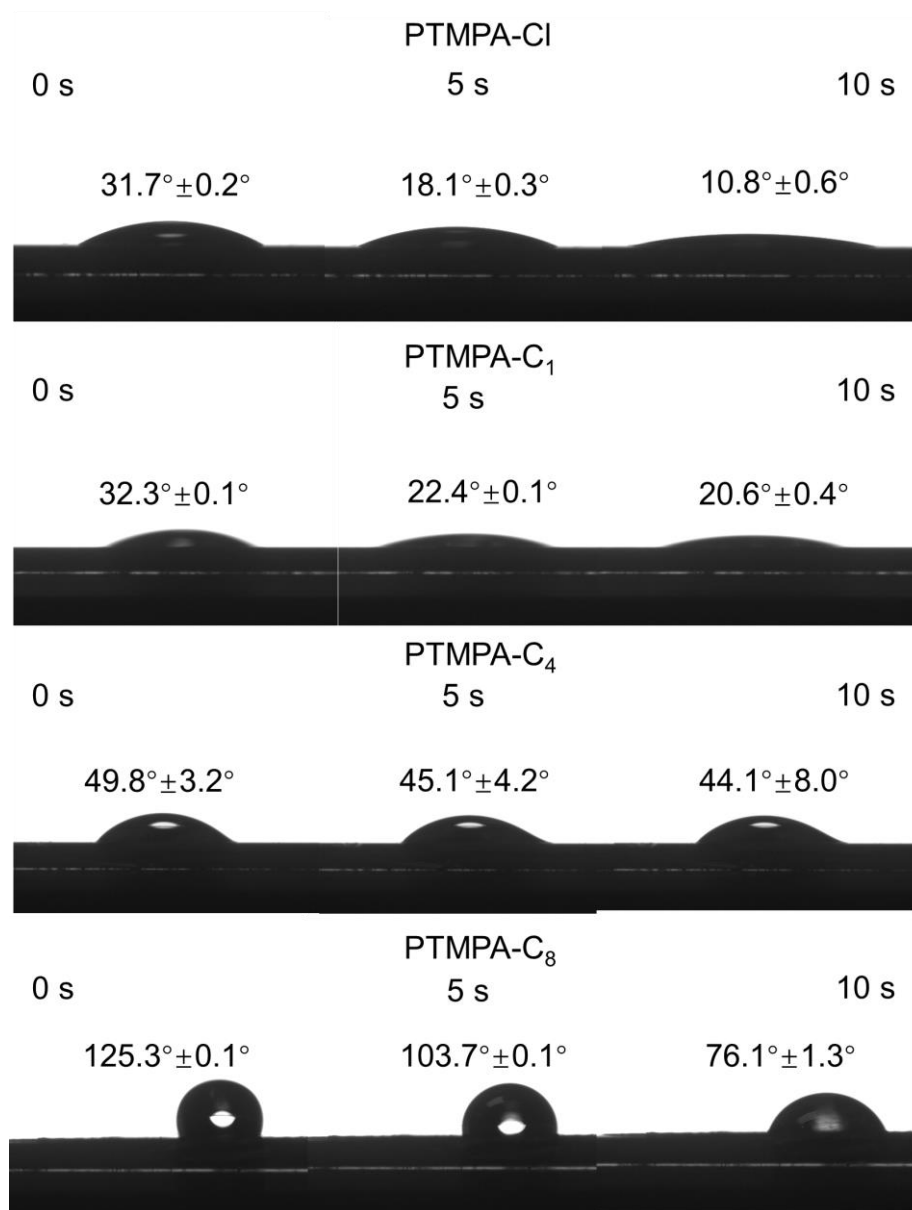 PTMPA-Cl
0 s 5 s 10 s
31.7°±0.2° 18.1°±0.3° 10.8°±0.6°
PTMPA-C₁
0 s 5 s 10 s
32.3°±0.1° 22.4°±0.1° 20.6°±0.4°
PTMPA-C₄
0 s 5 s 10 s
49.8°±3.2° 45.1°±4.2° 44.1°±8.0°
PTMPA-C₈
0 s 5 s 10 s
125.3°±0.1° 103.7°±0.1° 76.1°±1.3°